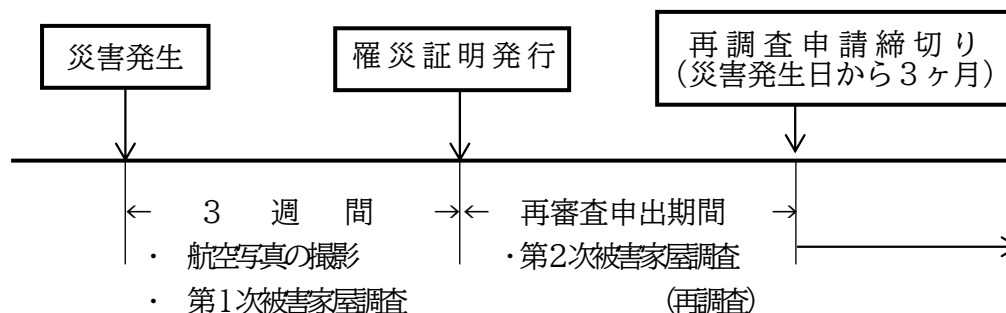 災害発生
罹災証明発行
再調査申請締切り
（災害発生日から３ヶ月）
← ３ 週 間 →
← 再審査申出期間 →
・ 航空写真の撮影
・第２次被害家屋調査
・ 第１次被害家屋調査
（再調査）